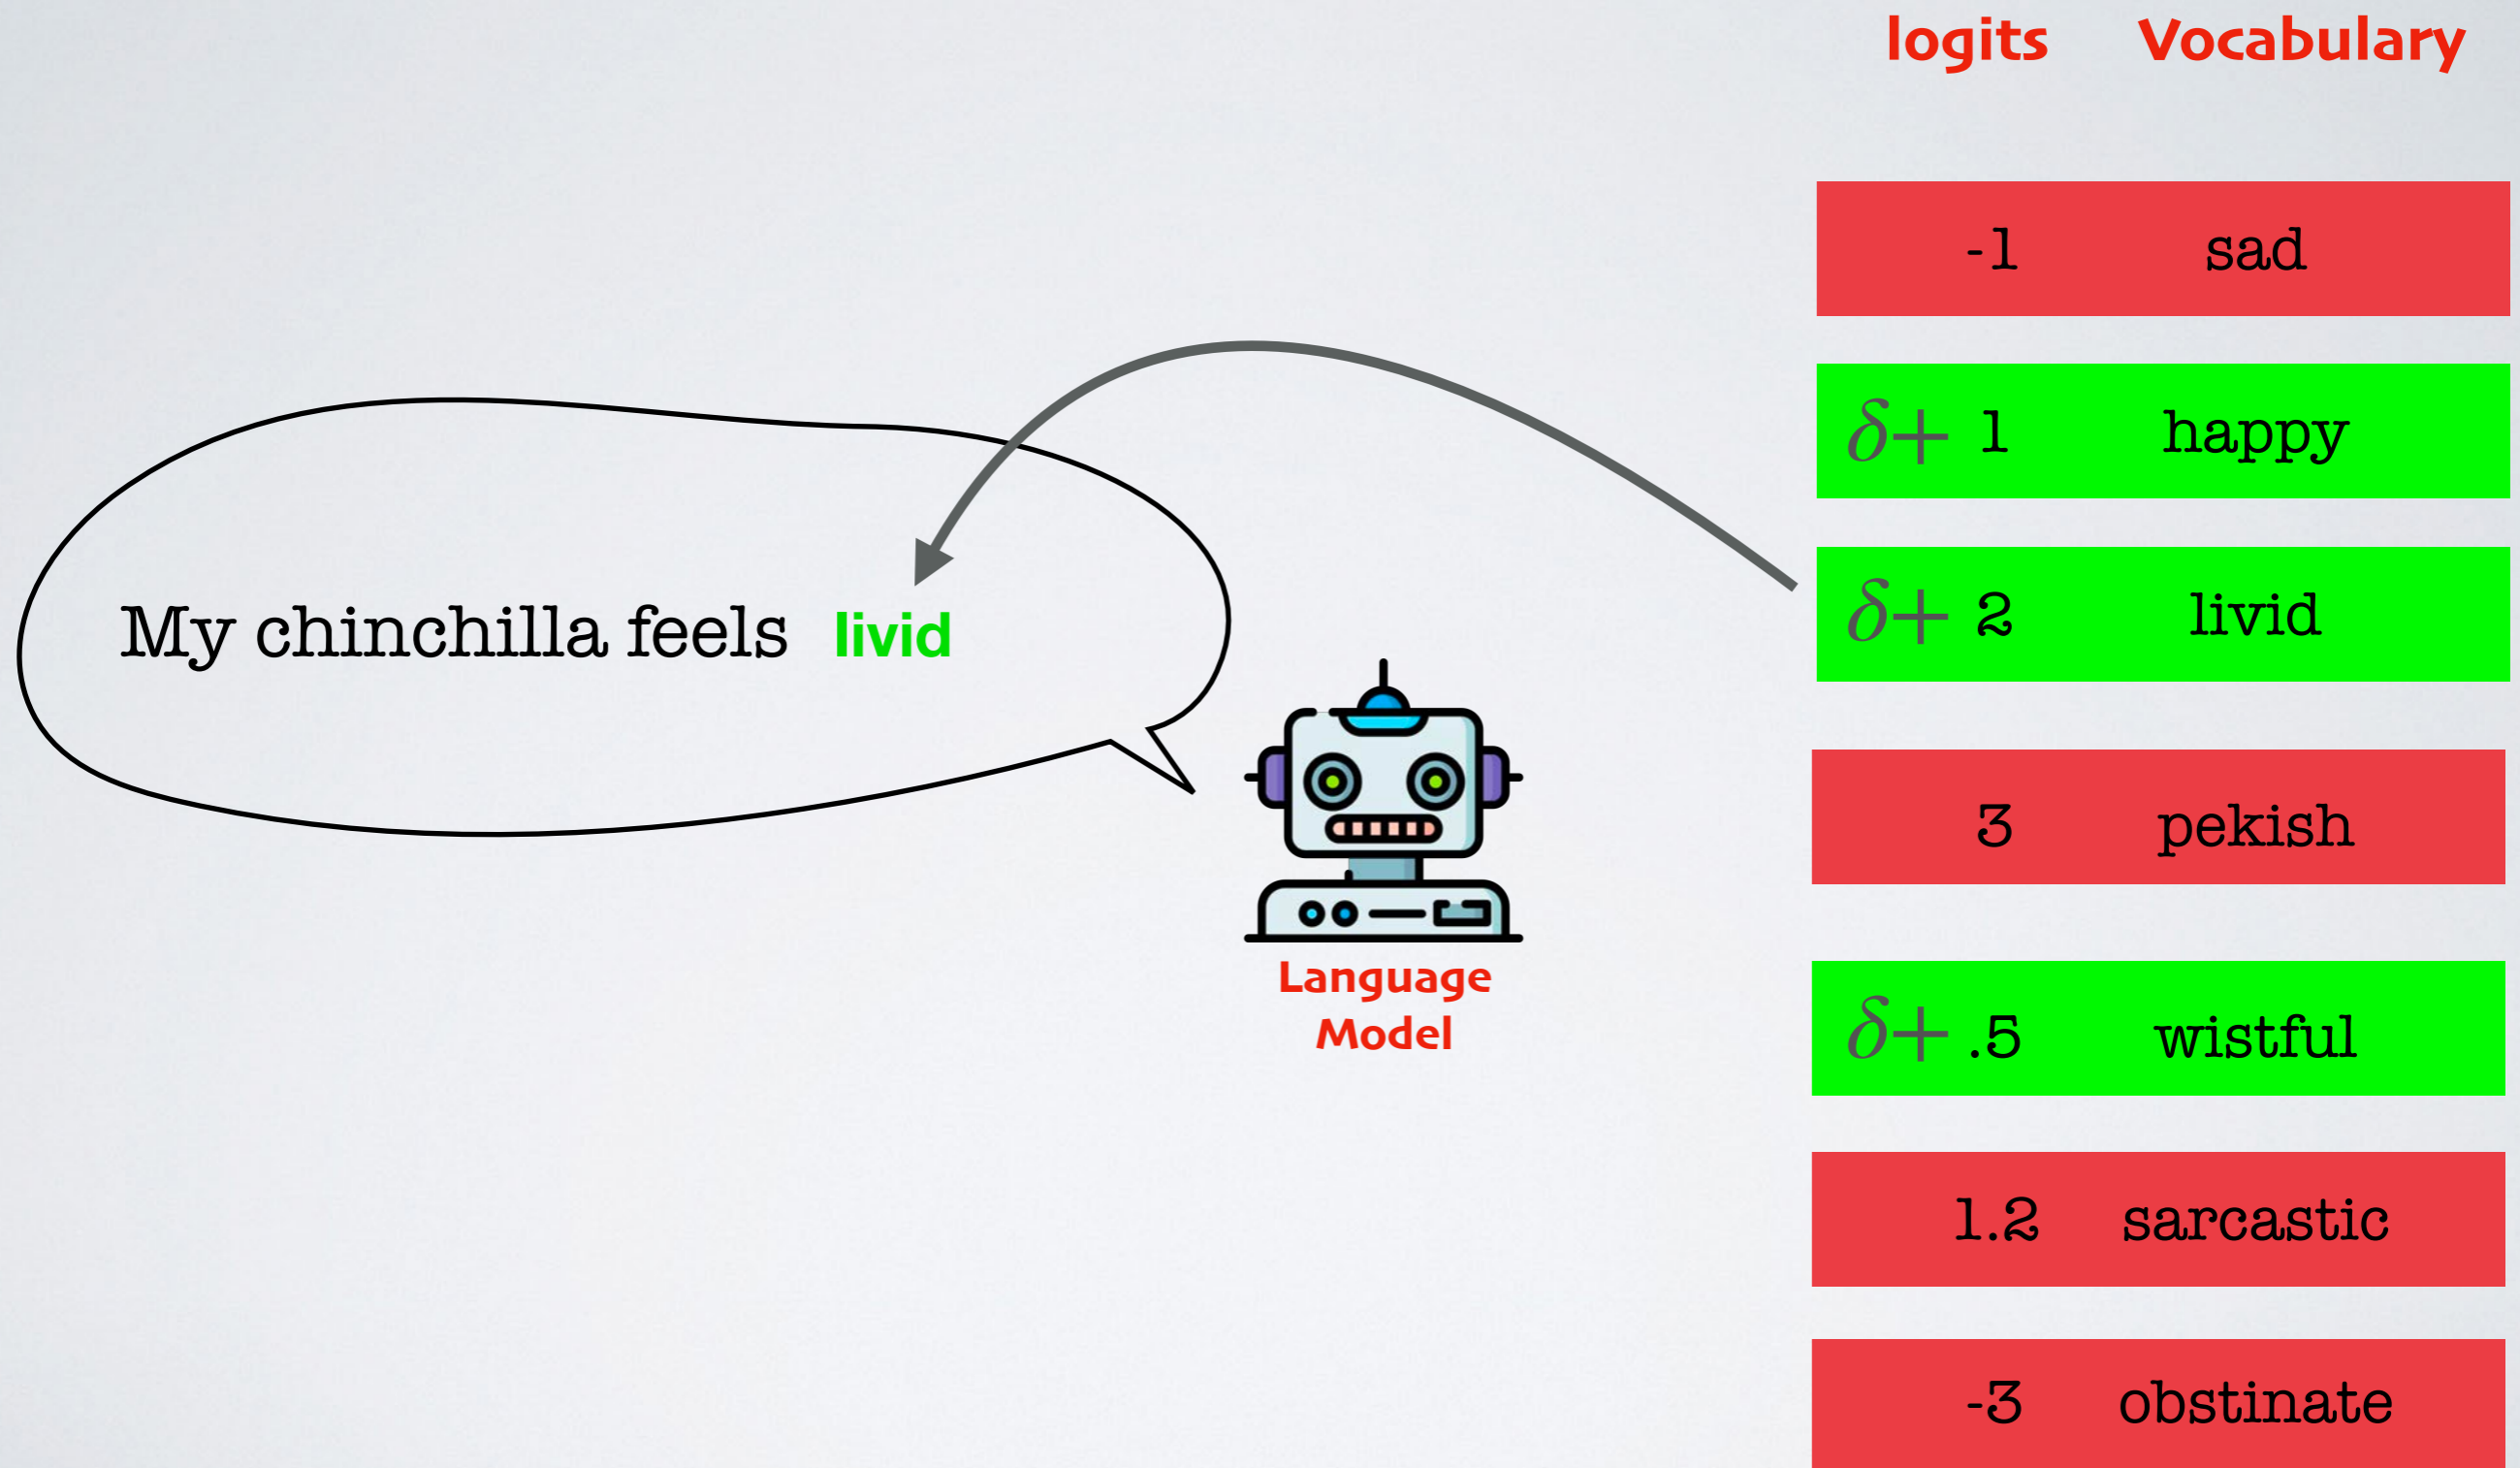 logits Vocabulary
-1 sad
δ+ 1 happy
δ+ 2 livid
My chinchilla feels livid
3 pekish
Language
Model
δ+ .5 wistful
1.2 sarcastic
-3 obstinate